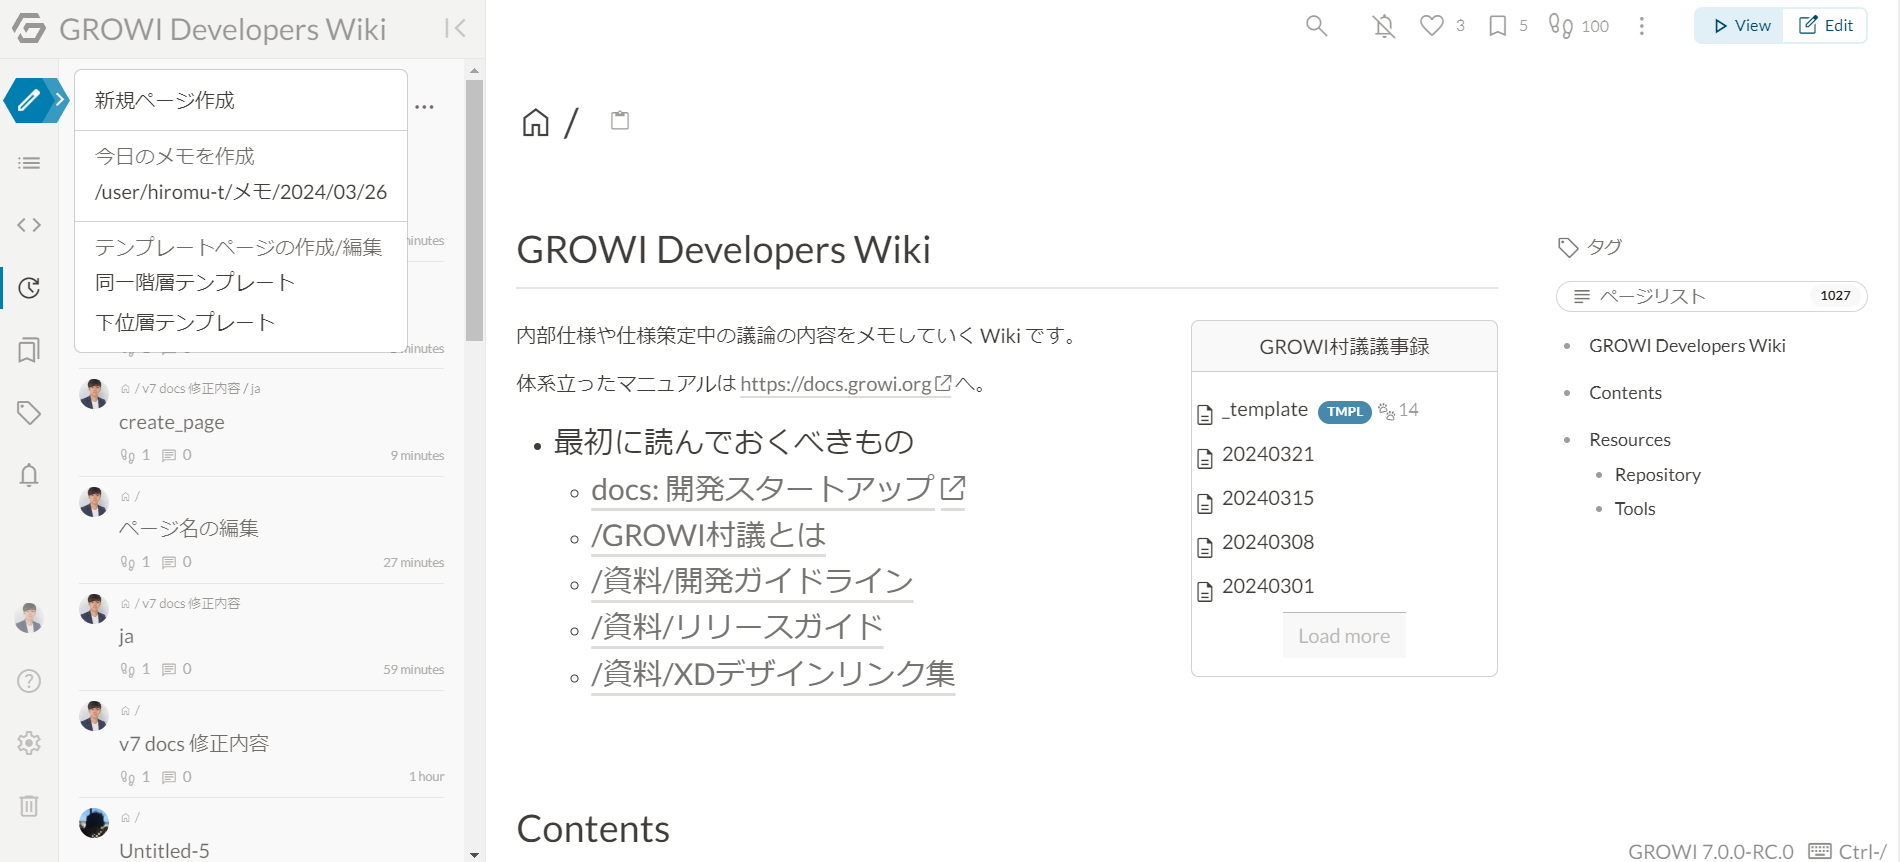 GROWI Developers Wiki
新規ページ作成
今日のメモを作成
/user/hiromu-t/メモ/2024/03/26
テンプレートページの作成/編集
同一階層テンプレート
下位層テンプレート
minutes
minutes
/ v7 docs 修正内容 / ja
create_page
1 0 9 minutes
/
ページ名の編集
1 0 27 minutes
/ v7 docs 修正内容
ja
1 0 59 minutes
/
v7 docs 修正内容
1 0 1 hour
/
Untitled-5
3 5 100 View Edit
/
GROWI Developers Wiki
内部仕様や仕様策定中の議論の内容をメモしていく Wiki です。
体系立ったマニュアルは https://docs.growi.org へ。
最初に読んでおくべきもの
docs: 開発スタートアップ
/GROWI村議とは
/資料/開発ガイドライン
/資料/リリースガイド
/資料/XDデザインリンク集
GROWI村議議事録
_template TMPL 14
20240321
20240315
20240308
20240301
Load more
Contents
タグ
ページリスト 1027
GROWI Developers Wiki
Contents
Resources
Repository
Tools
GROWI 7.0.0-RC.0 Ctrl-/